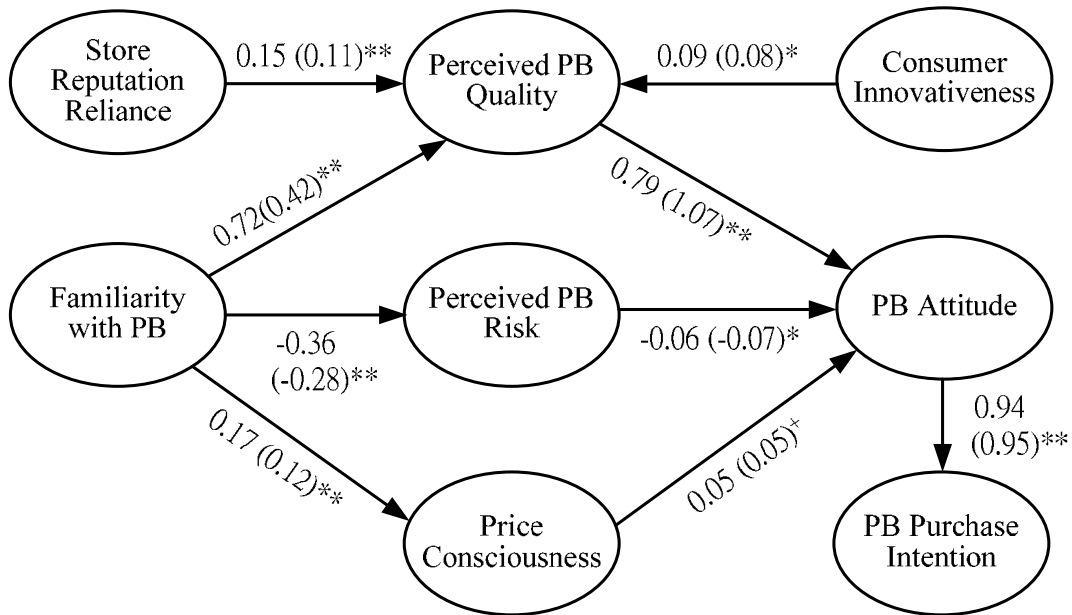 Store
Reputation
Reliance
0.15 (0.11)**
Perceived PB
Quality
0.09 (0.08)*
Consumer
Innovativeness
0.72(0.42)**
0.79 (1.07)**
Familiarity
with PB
-0.36
(-0.28)**
Perceived PB
Risk
-0.06 (-0.07)*
PB Attitude
0.17 (0.12)**
0.05 (0.05)+
0.94
(0.95)**
Price
Consciousness
PB Purchase
Intention